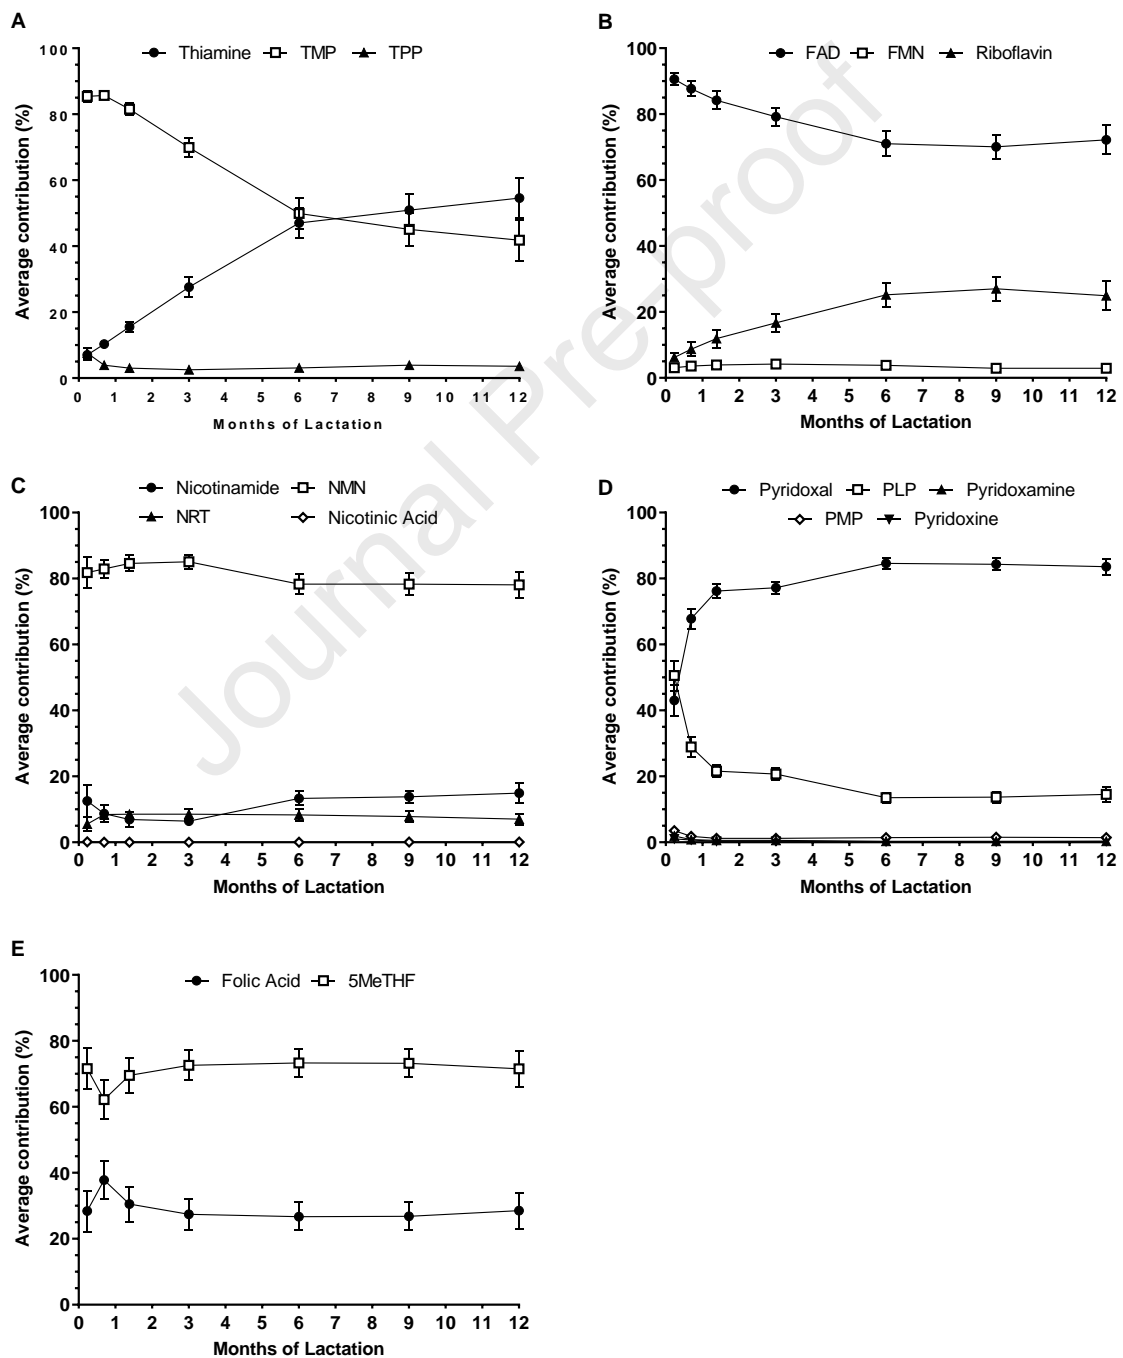 A
Thiamine TMP TPP
Average contribution (%)
100
80
60
40
20
0
0 1 2 3 4 5 6 7 8 9 10 11 12
Months of Lactation
B
FAD FMN Riboflavin
Average contribution (%)
100
80
60
40
20
0
0 1 2 3 4 5 6 7 8 9 10 11 12
Months of Lactation
C
Nicotinamide NMN
NRT Nicotinic Acid
Average contribution (%)
100
80
60
40
20
0
0 1 2 3 4 5 6 7 8 9 10 11 12
Months of Lactation
D
Pyridoxal PLP Pyridoxamine
PMP Pyridoxine
Average contribution (%)
100
80
60
40
20
0
0 1 2 3 4 5 6 7 8 9 10 11 12
Months of Lactation
E
Folic Acid 5MeTHF
Average contribution (%)
100
80
60
40
20
0
0 1 2 3 4 5 6 7 8 9 10 11 12
Months of Lactation
Journal Pre-proof